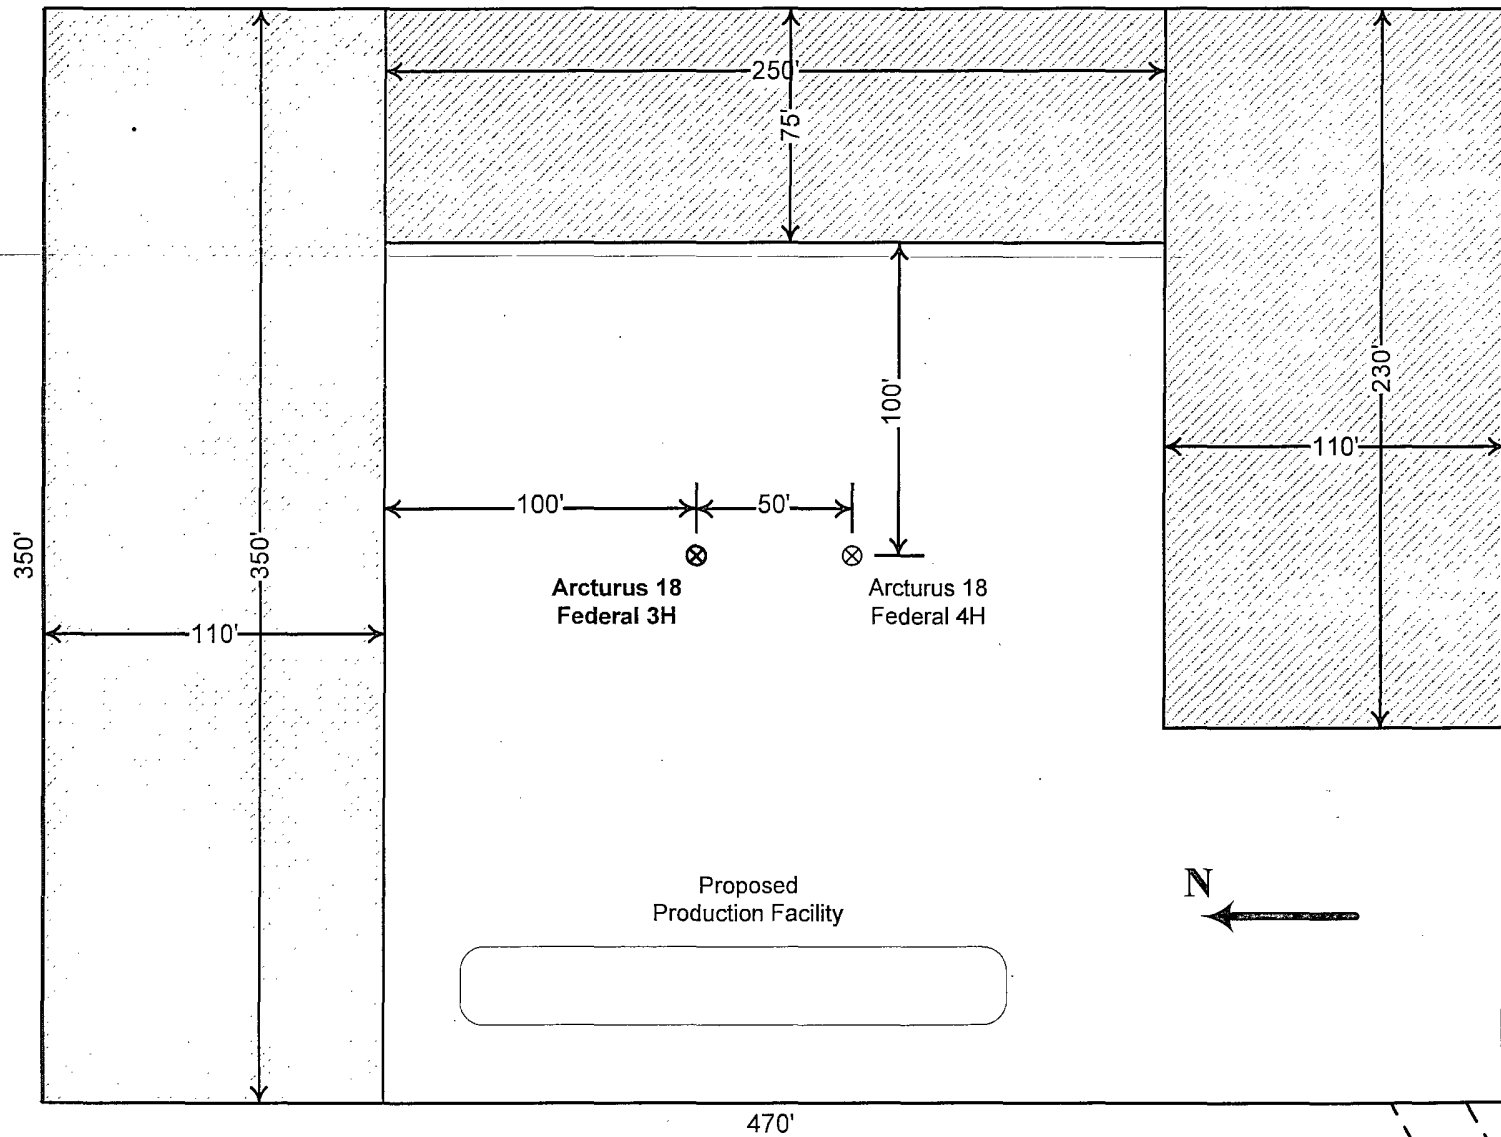 250'
75'
230'
100'
110'
100'
50'
350'
350'
Arcturus 18
Federal 3H
Arcturus 18
Federal 4H
110'
Proposed
Production Facility
N
470'